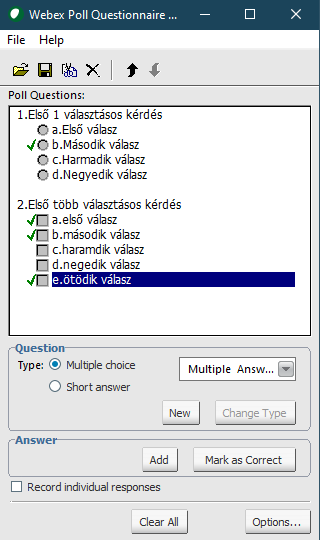 Webex Poll Questionnaire ...
File Help
Poll Questions:
1.Első 1 választásos kérdés
a.Első válasz
b.Második válasz
c.Harmadik válasz
d.Negyedik válasz
2.Első több választásos kérdés
a.első válasz
b.második válasz
c.haramdik válasz
d.negedik válasz
e.ötödik válasz
Question
Type: Multiple choice Multiple Answ...
Short answer
New Change Type
Answer
Add Mark as Correct
Record individual responses
Clear All Options...